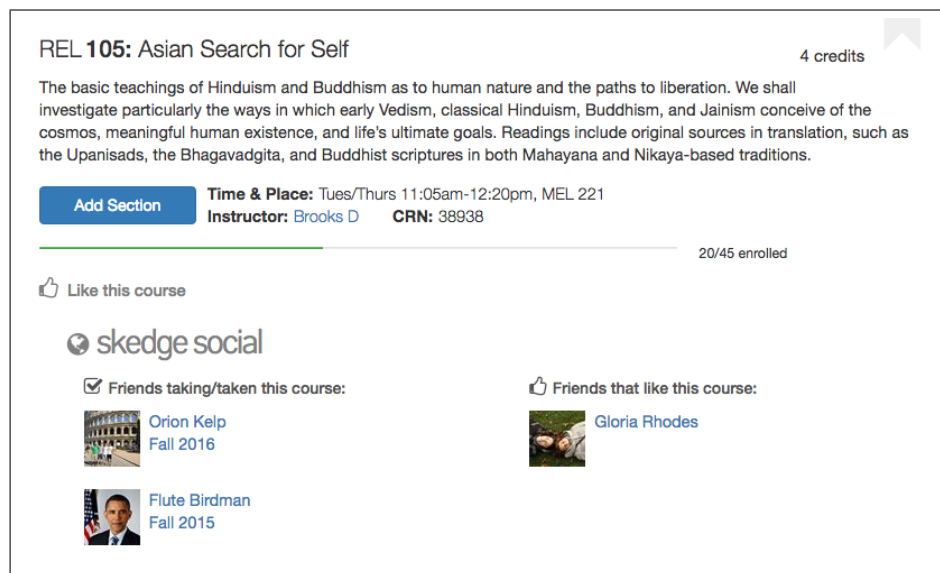 REL 105: Asian Search for Self
4 credits
The basic teachings of Hinduism and Buddhism as to human nature and the paths to liberation. We shall
investigate particularly the ways in which early Vedism, classical Hinduism, Buddhism, and Jainism conceive of the
cosmos, meaningful human existence, and life's ultimate goals. Readings include original sources in translation, such as
the Upanisads, the Bhagavadgita, and Buddhist scriptures in both Mahayana and Nikaya-based traditions.
Add Section
Time & Place: Tues/Thurs 11:05am-12:20pm, MEL 221
Instructor: Brooks D CRN: 38938
20/45 enrolled
Like this course
skedge social
Friends taking/taken this course:
Orion Kelp
Fall 2016
Flute Birdman
Fall 2015
Friends that like this course:
Gloria Rhodes